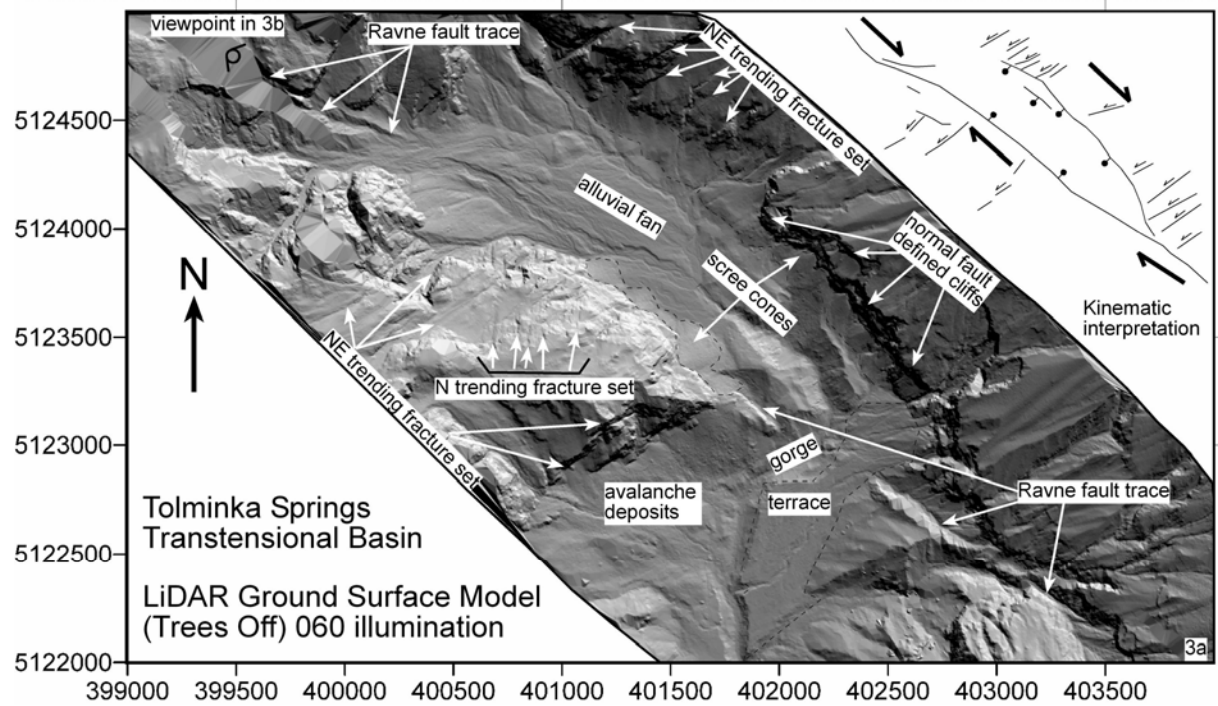 viewpoint in 3b
Ravne fault trace
NE trending fracture set
alluvial fan
normal fault
defined cliffs
scree cones
Kinematic
interpretation
N
NE trending fracture set
N trending fracture set
gorge
avalanche
deposits
terrace
Ravne fault trace
Tolminka Springs
Transtensional Basin
LiDAR Ground Surface Model
(Trees Off) 060 illumination
3a
5124500
5124000
5123500
5123000
5122500
5122000
399000 399500 400000 400500 401000 401500 402000 402500 403000 403500